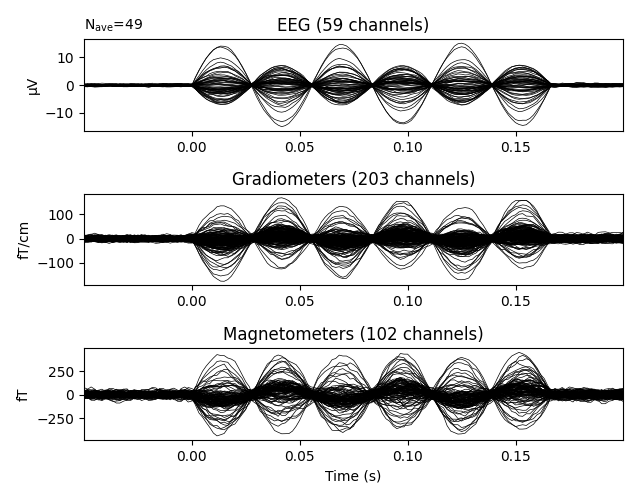 Nave=49
EEG (59 channels)
µV
10
0
−10
0.00 0.05 0.10 0.15
Gradiometers (203 channels)
fT/cm
100
0
−100
0.00 0.05 0.10 0.15
Magnetometers (102 channels)
fT
250
0
−250
0.00 0.05 0.10 0.15
Time (s)